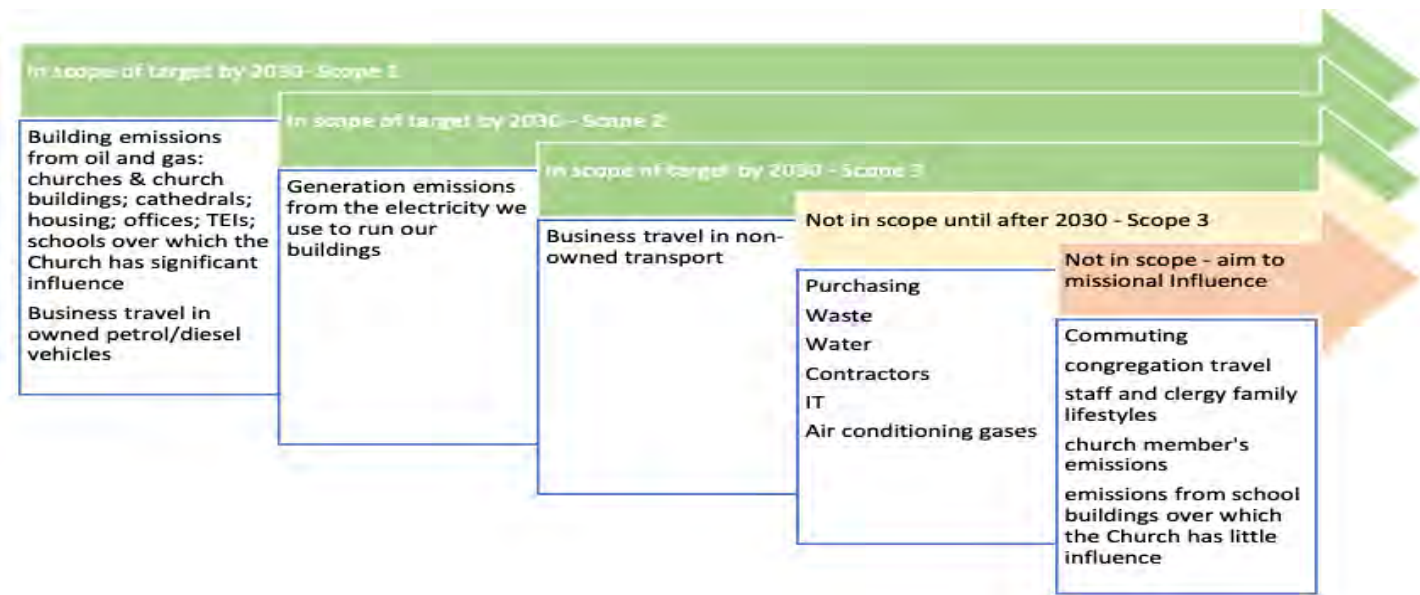 In scope of target by 2030- Scope 1
Building emissions
from oil and gas:
churches & church
buildings; cathedrals;
housing; offices; TEIs;
schools over which the
Church has significant
influence
Business travel in
owned petrol/diesel
vehicles
In scope of target by 2030 - Scope 2
Generation emissions
from the electricity we
use to run our
buildings
In scope of target by 2030 - Scope 3
Business travel in non-
owned transport
Not in scope until after 2030 - Scope 3
Purchasing
Waste
Water
Contractors
IT
Air conditioning gases
Not in scope - aim to
missional Influence
Commuting
congregation travel
staff and clergy family
lifestyles
church member's
emissions
emissions from school
buildings over which
the Church has little
influence